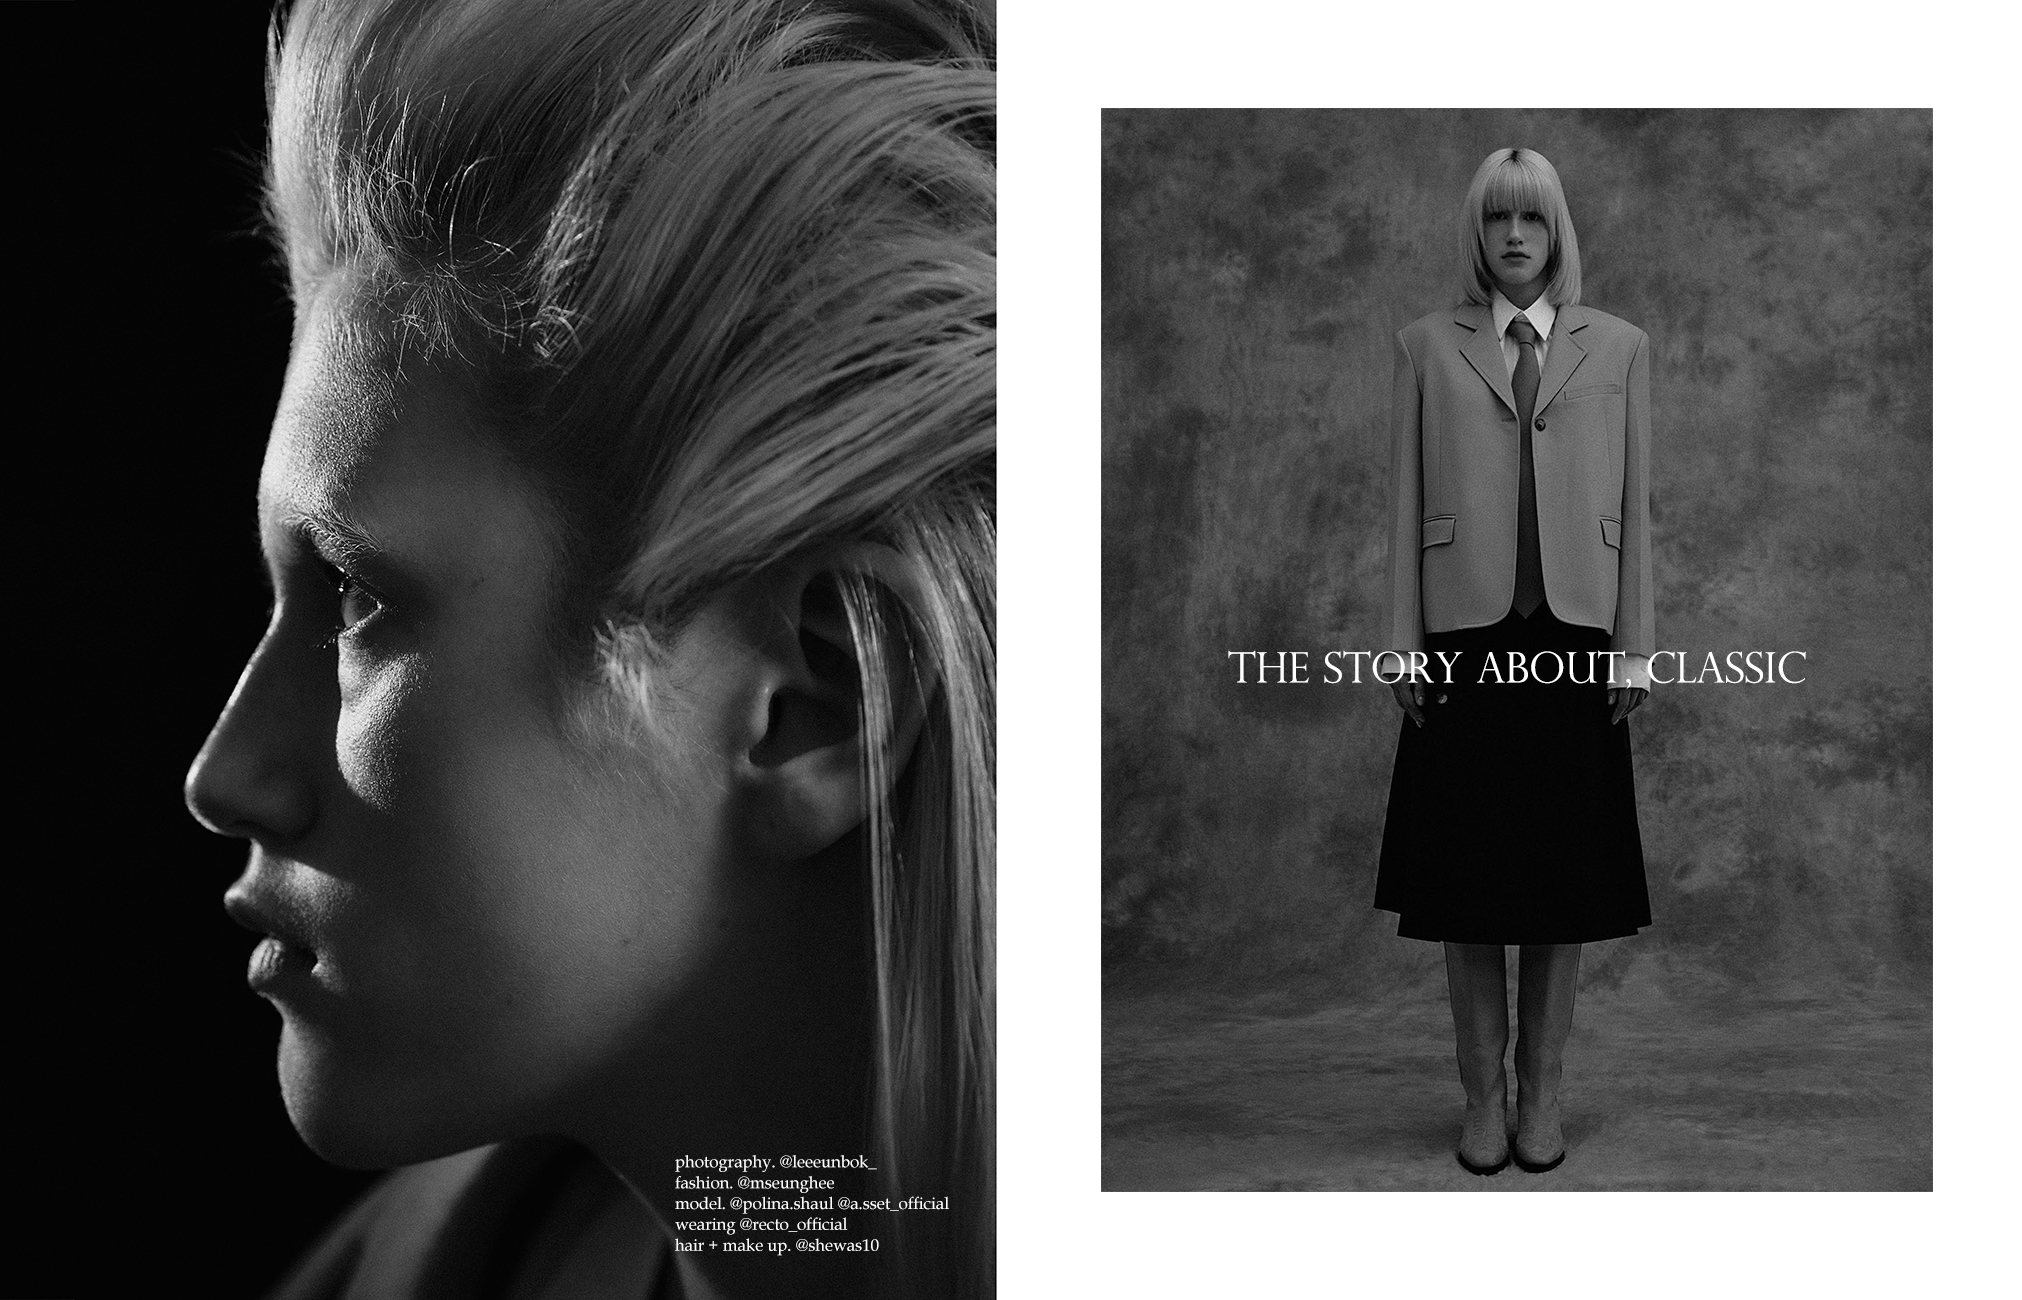 photography. @leeeunbok_
fashion. @mseunghee
model. @polina.shaul @a.sset_official
wearing @recto_official
hair + make up. @shewas10
THE STORY ABOUT, CLASSIC